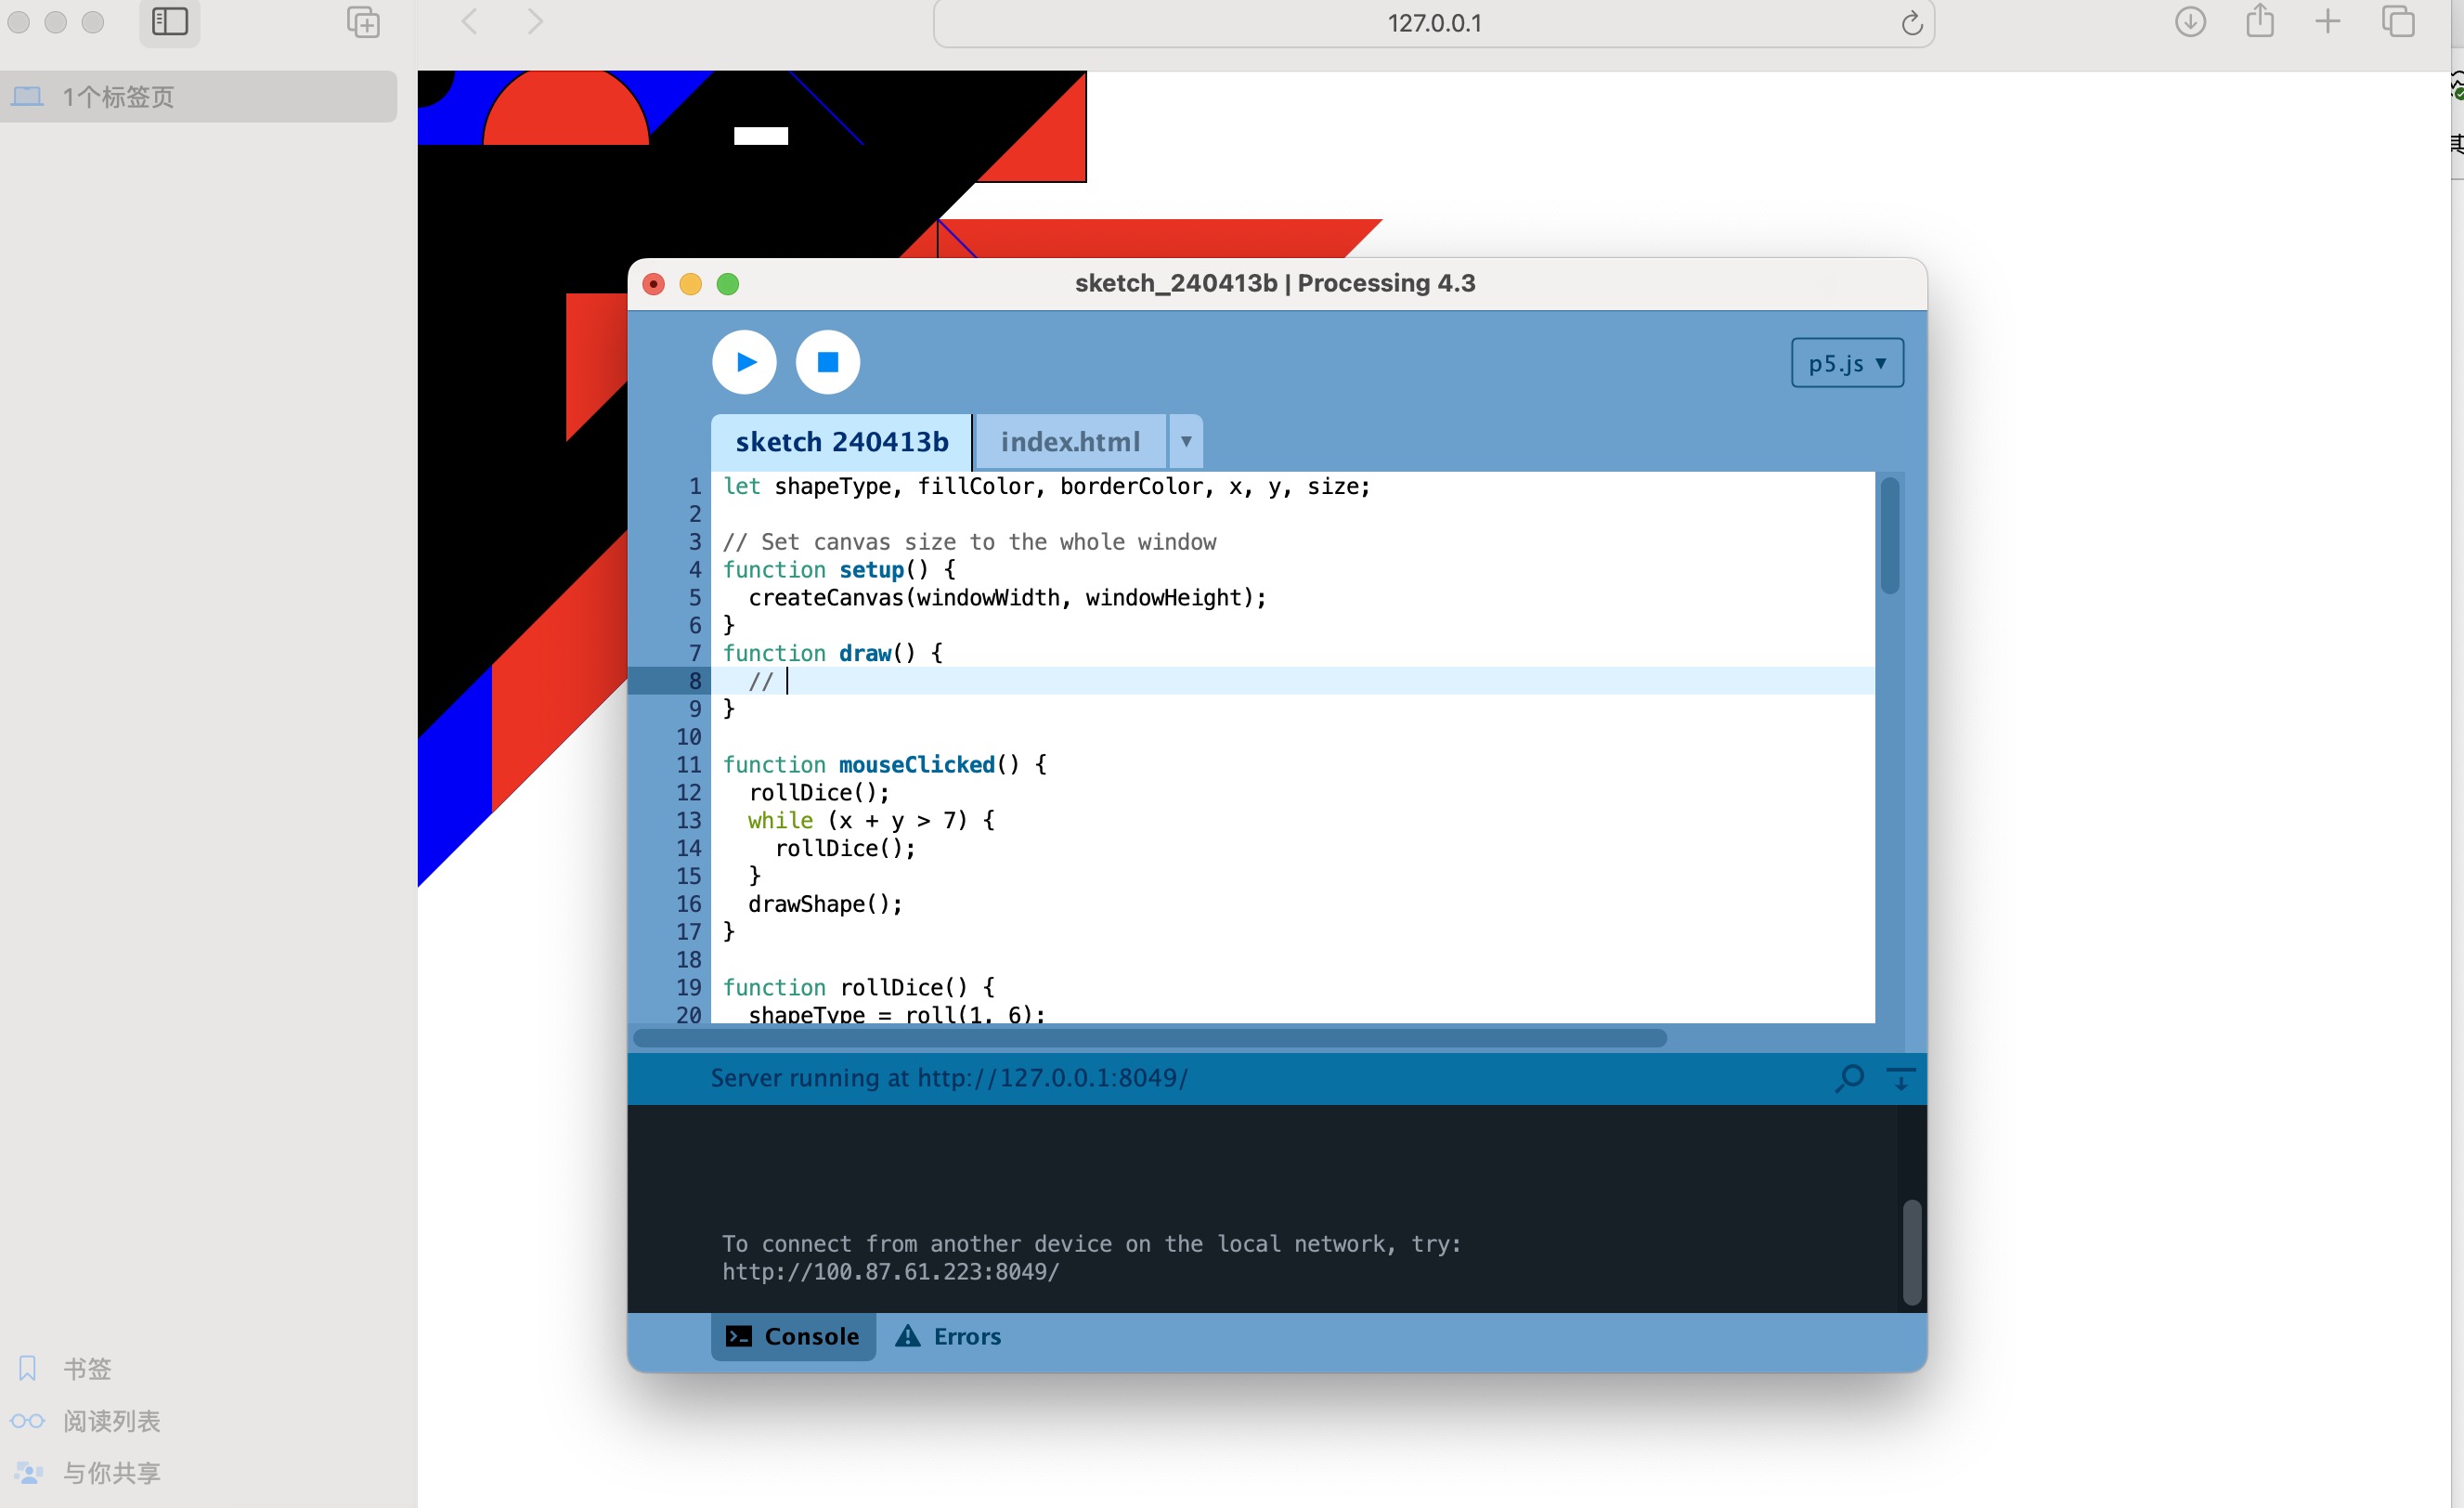 127.0.0.1
1个标签页
sketch_240413b | Processing 4.3
p5.js ▼
sketch 240413b
index.html
▼
1 let shapeType, fillColor, borderColor, x, y, size;
2
3 // Set canvas size to the whole window
4 function setup() {
5   createCanvas(windowWidth, windowHeight);
6 }
7 function draw() {
8   //
9 }
10
11 function mouseClicked() {
12   rollDice();
13   while (x + y > 7) {
14     rollDice();
15   }
16   drawShape();
17 }
18
19 function rollDice() {
20   shapeType = roll(1, 6);
Server running at http://127.0.0.1:8049/
To connect from another device on the local network, try:
http://100.87.61.223:8049/
Console
Errors
书签
阅读列表
与你共享